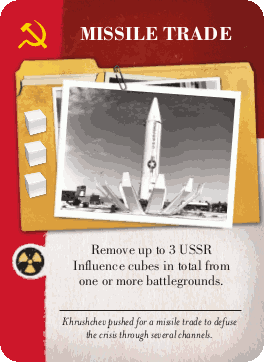 MISSILE TRADE
Remove up to 3 USSR
Influence cubes in total from
one or more battlegrounds.
Khrushchev pushed for a missile trade to defuse
the crisis through several channels.